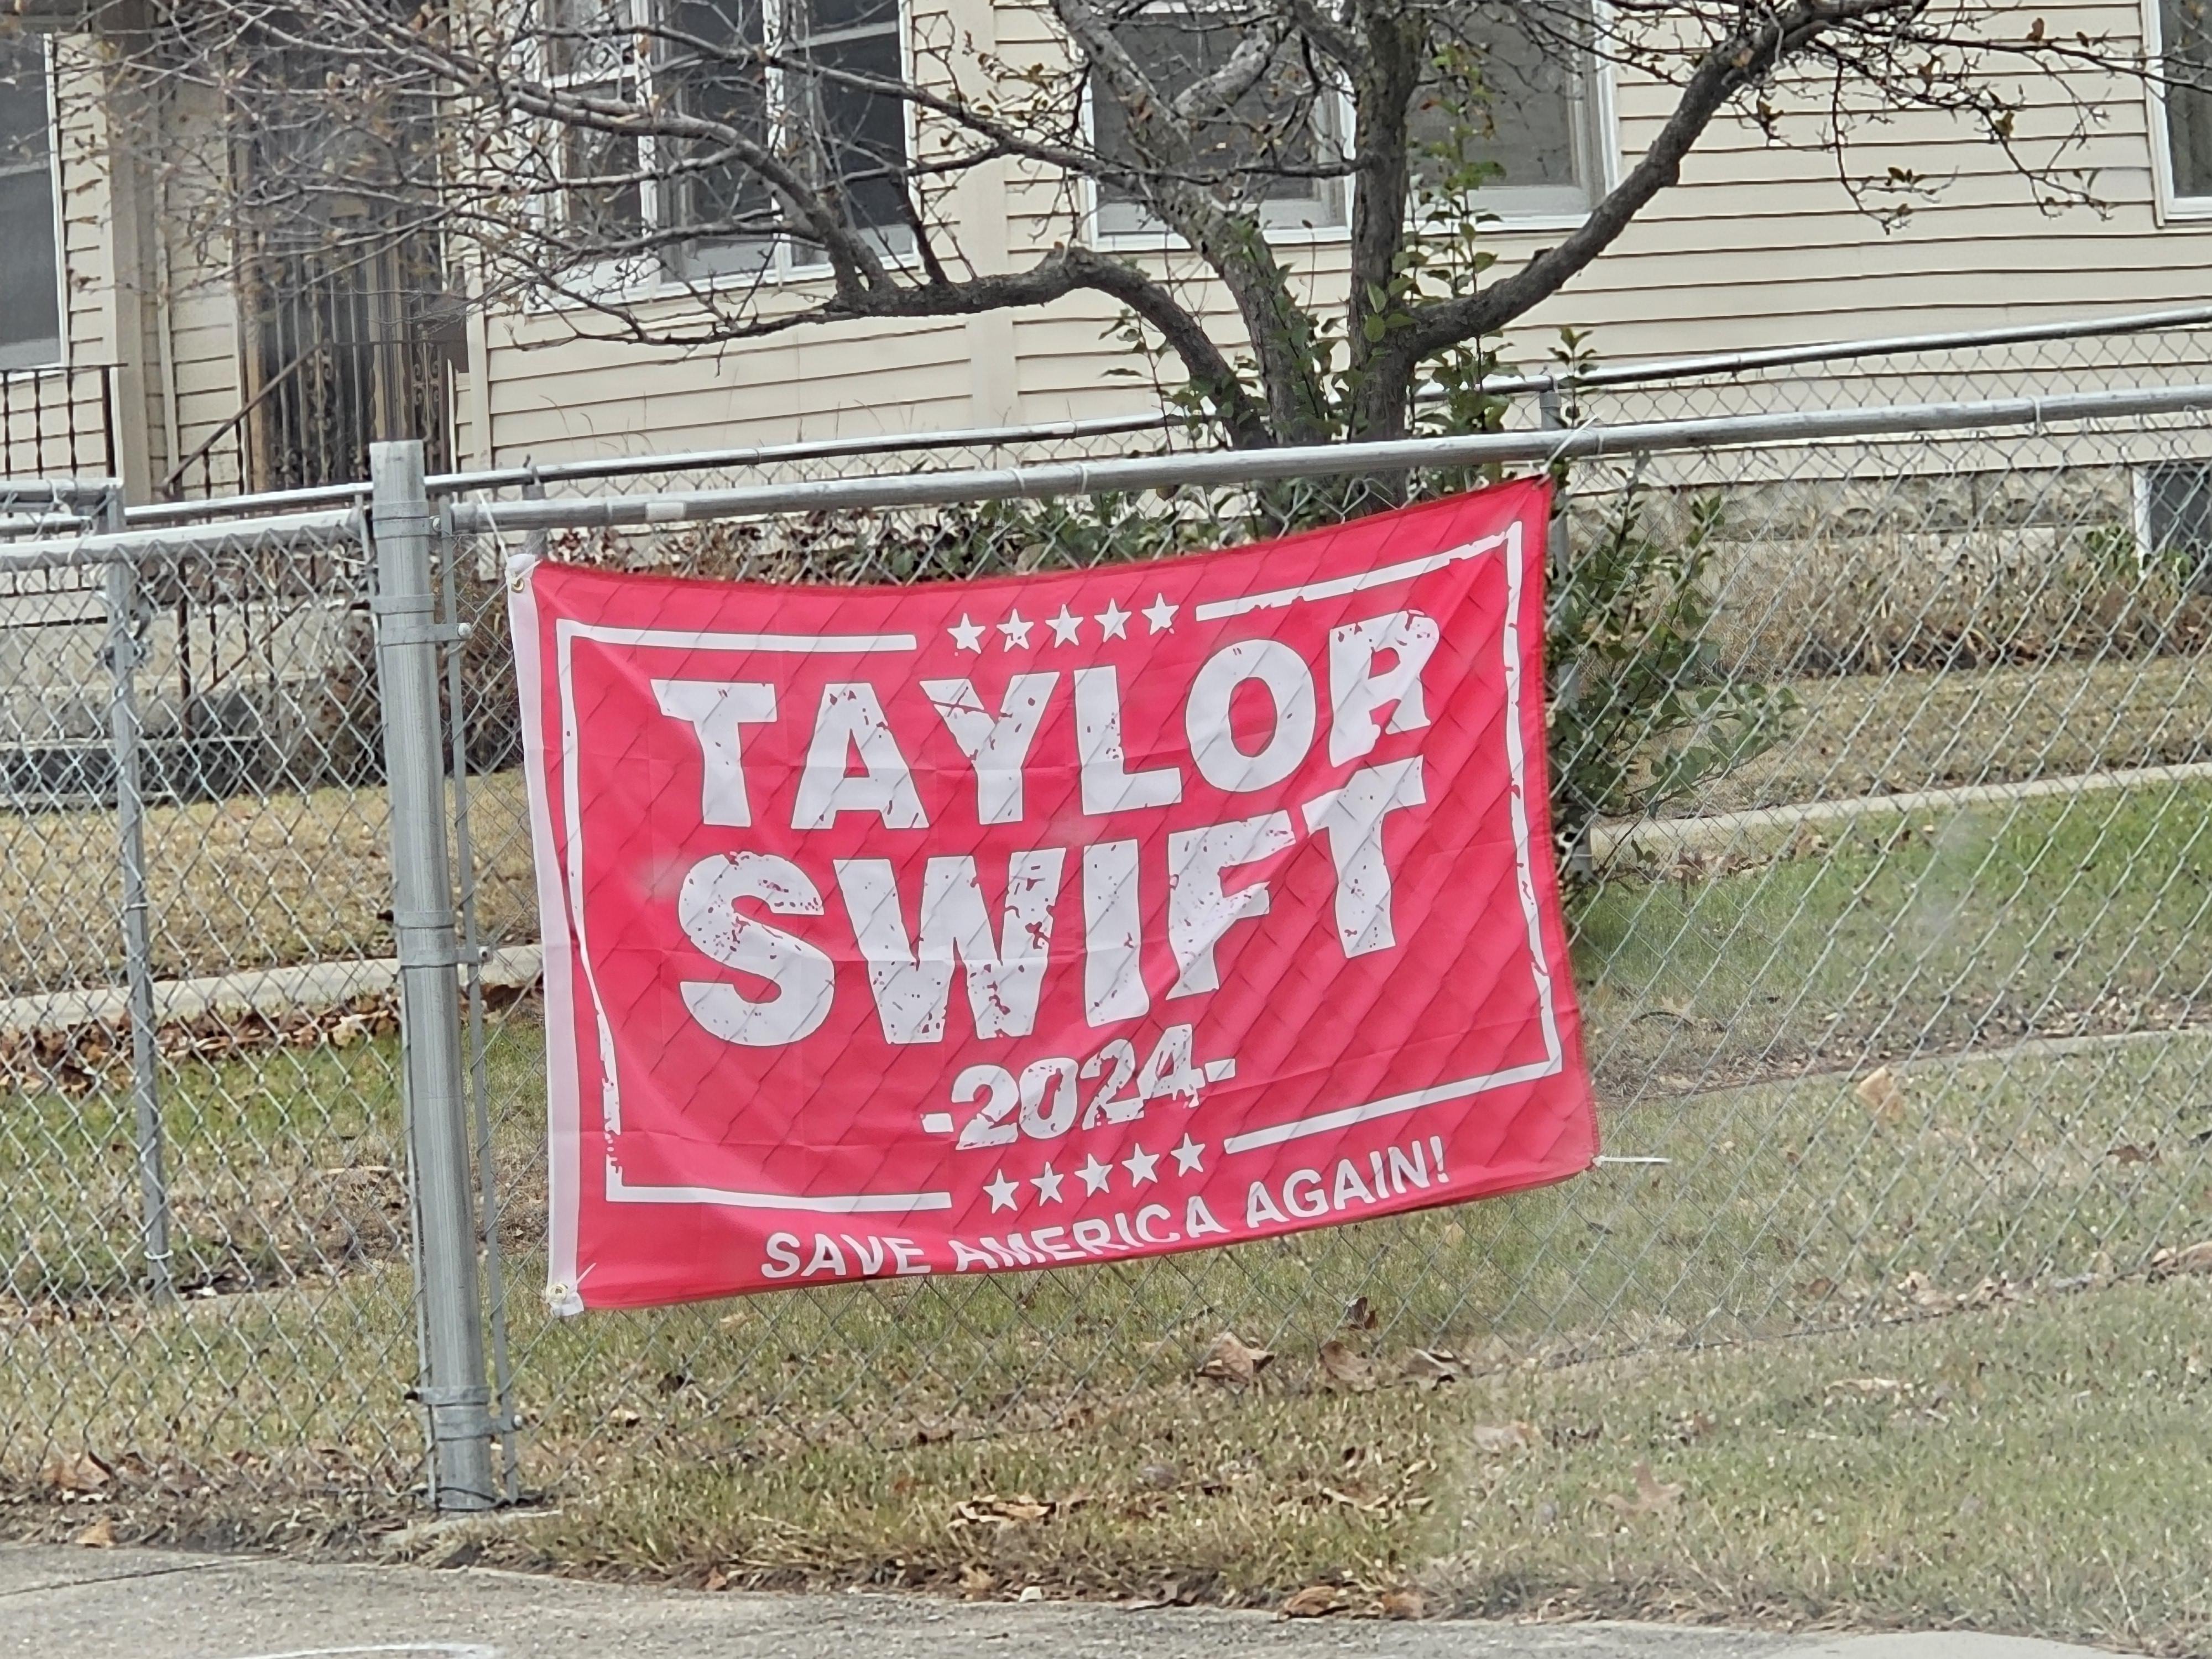 TAYLOR
SWIFT
-2024-
SAVE AMERICA AGAIN!